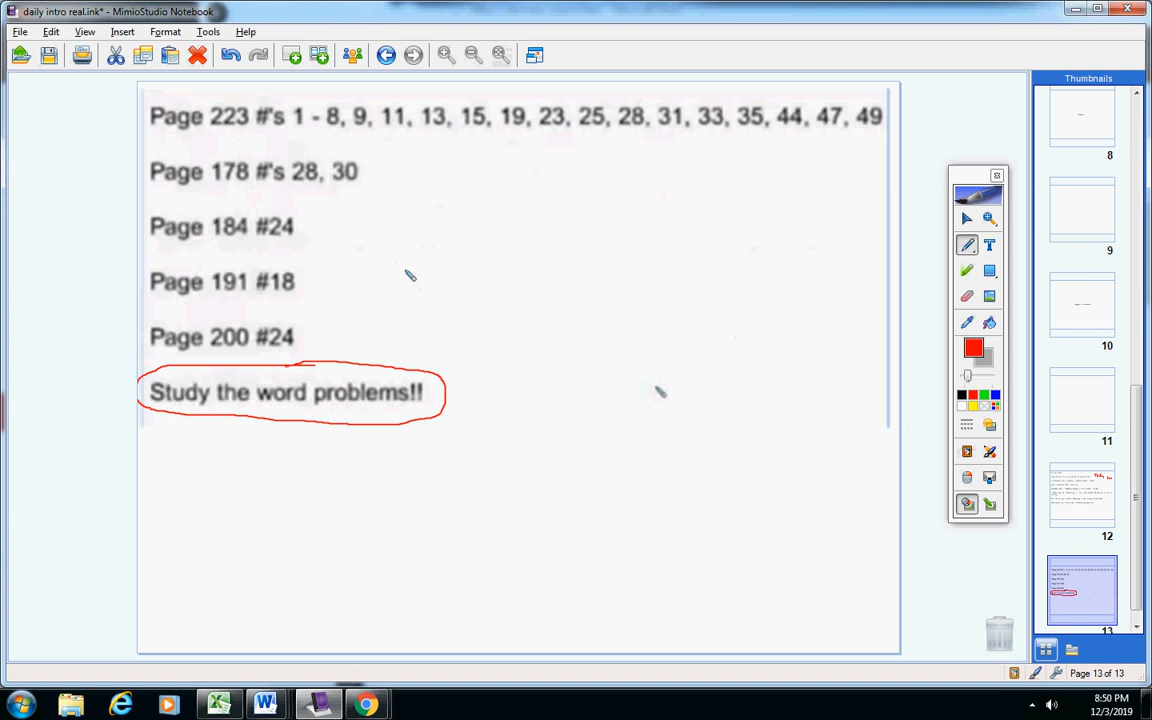 daily intro real.ink* - MimioStudio Notebook
File Edit View Insert Format Tools Help
Page 223 #'s 1 - 8, 9, 11, 13, 15, 19, 23, 25, 28, 31, 33, 35, 44, 47, 49
Page 178 #'s 28, 30
Page 184 #24
Page 191 #18
Page 200 #24
Study the word problems!!
Thumbnails
8
9
10
11
12
13
Page 13 of 13
8:50 PM
12/3/2019